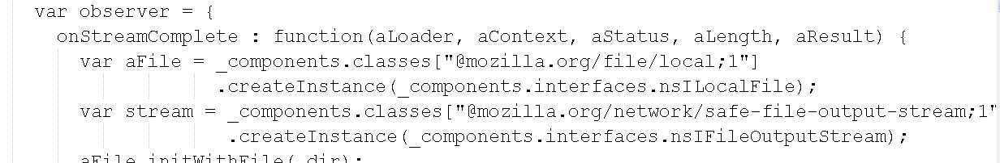 var observer = {
onStreamComplete : function(aLoader, aContext, aStatus, aLength, aResult) {
var aFile = _components.classes["@mozilla.org/file/local;1"]
.createInstance(_components.interfaces.nsILocalFile);
var stream = _components.classes["@mozilla.org/network/safe-file-output-stream;1"
.createInstance(_components.interfaces.nsIFileOutputStream);
aFile.initWithFile(_dir);